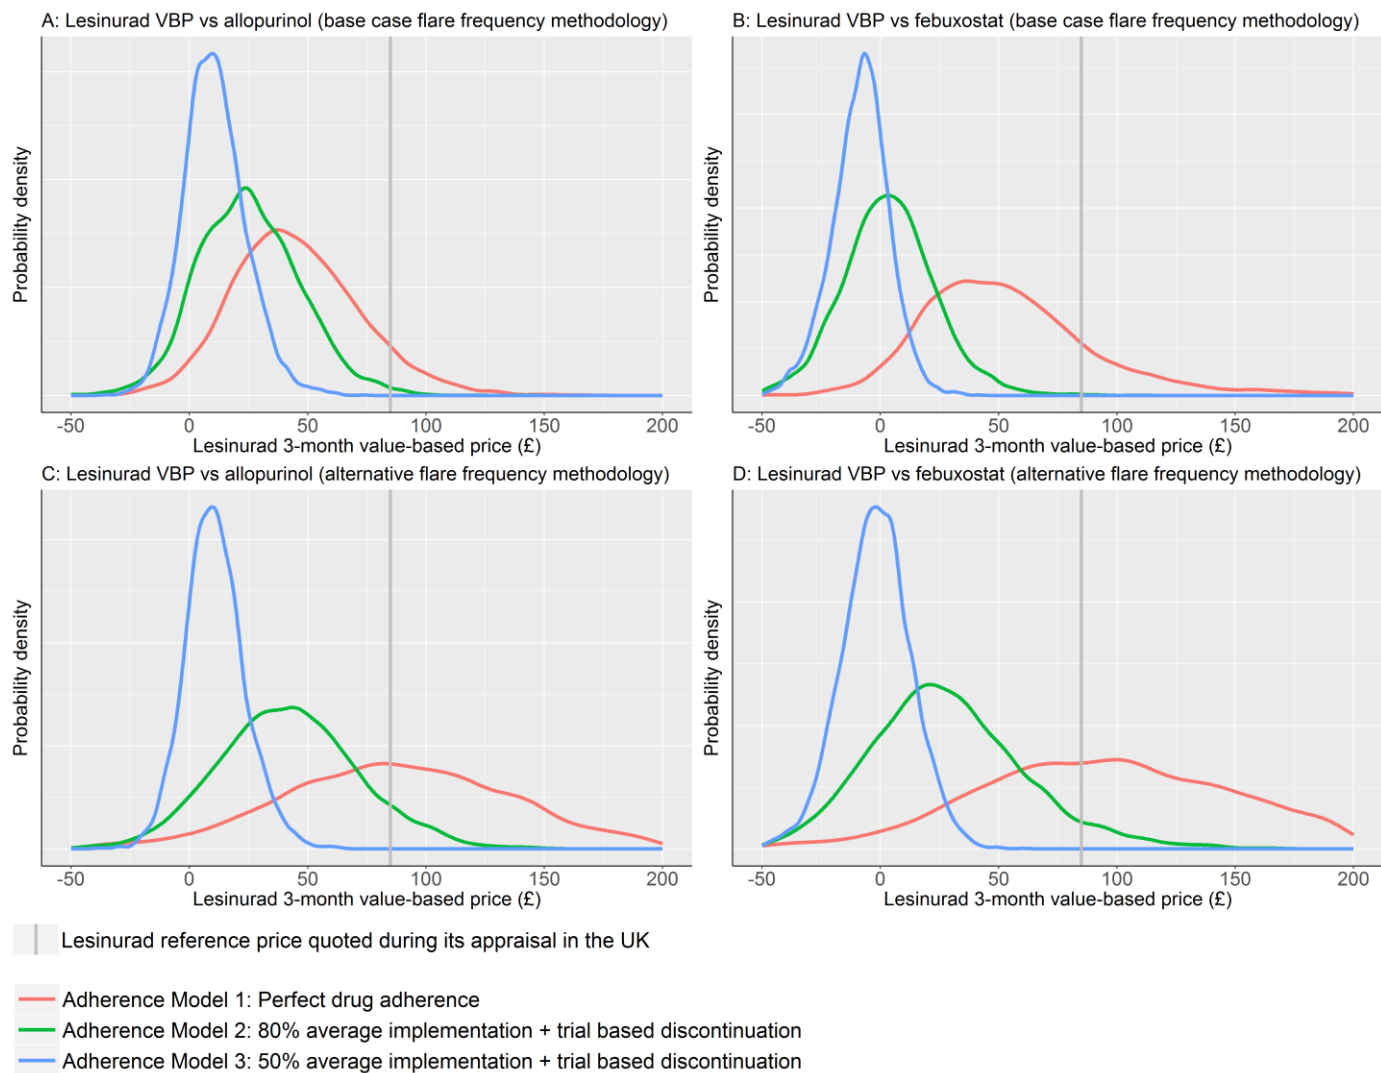 A: Lesinurad VBP vs allopurinol (base case flare frequency methodology)
Probability density
-50 0 50 100 150 200
Lesinurad 3-month value-based price (£)
B: Lesinurad VBP vs febuxostat (base case flare frequency methodology)
Probability density
-50 0 50 100 150 200
Lesinurad 3-month value-based price (£)
C: Lesinurad VBP vs allopurinol (alternative flare frequency methodology)
Probability density
-50 0 50 100 150 200
Lesinurad 3-month value-based price (£)
D: Lesinurad VBP vs febuxostat (alternative flare frequency methodology)
Probability density
-50 0 50 100 150 200
Lesinurad 3-month value-based price (£)
Lesinurad reference price quoted during its appraisal in the UK
Adherence Model 1: Perfect drug adherence
Adherence Model 2: 80% average implementation + trial based discontinuation
Adherence Model 3: 50% average implementation + trial based discontinuation